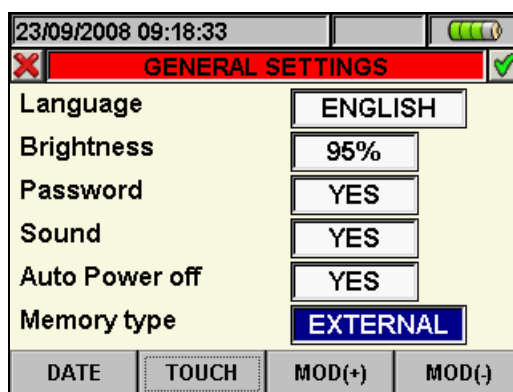 23/09/2008 09:18:33
GENERAL SETTINGS
Language ENGLISH
Brightness 95%
Password YES
Sound YES
Auto Power off YES
Memory type EXTERNAL
DATE TOUCH MOD(+) MOD(-)